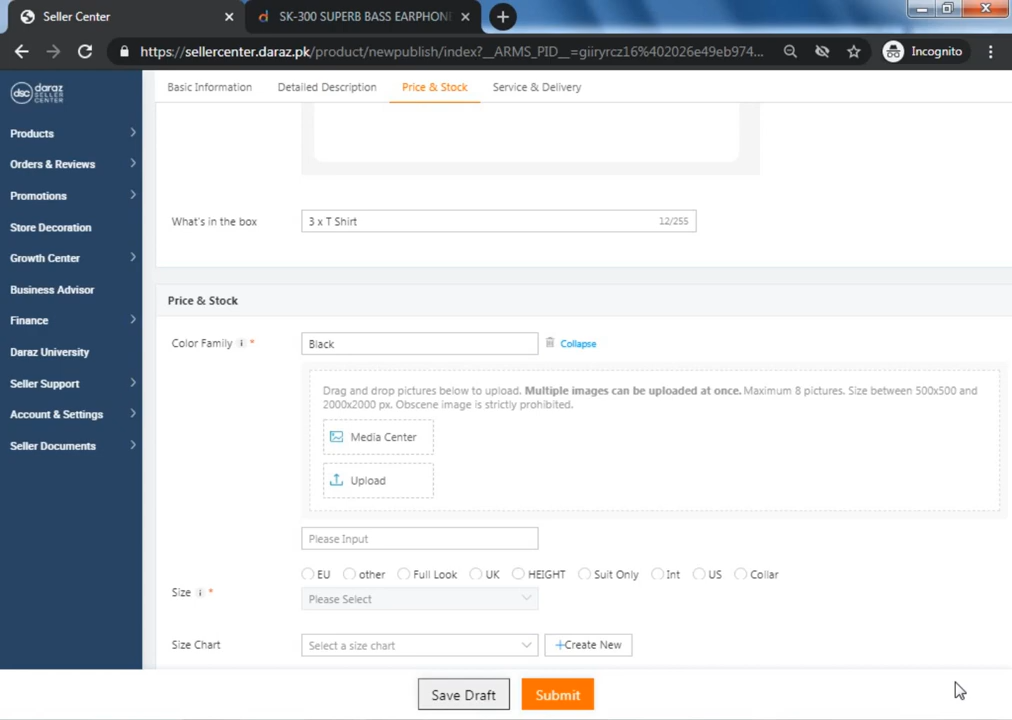 Seller Center
SK-300 SUPERB BASS EARPHONE
https://sellercenter.daraz.pk/product/newpublish/index?__ARMS_PID__=giiryrcz16%402026e49eb974...
Incognito
dsc daraz
SELLER
CENTER
Basic Information
Detailed Description
Price & Stock
Service & Delivery
Products
Orders & Reviews
Promotions
Store Decoration
Growth Center
Business Advisor
Finance
Daraz University
Seller Support
Account & Settings
Seller Documents
What's in the box
3 x T Shirt
12/255
Price & Stock
Color Family i *
Black
Collapse
Drag and drop pictures below to upload. Multiple images can be uploaded at once. Maximum 8 pictures. Size between 500x500 and
2000x2000 px. Obscene image is strictly prohibited.
Media Center
Upload
Please Input
EU other Full Look UK HEIGHT Suit Only Int US Collar
Size i *
Please Select
Size Chart
Select a size chart
+Create New
Save Draft
Submit